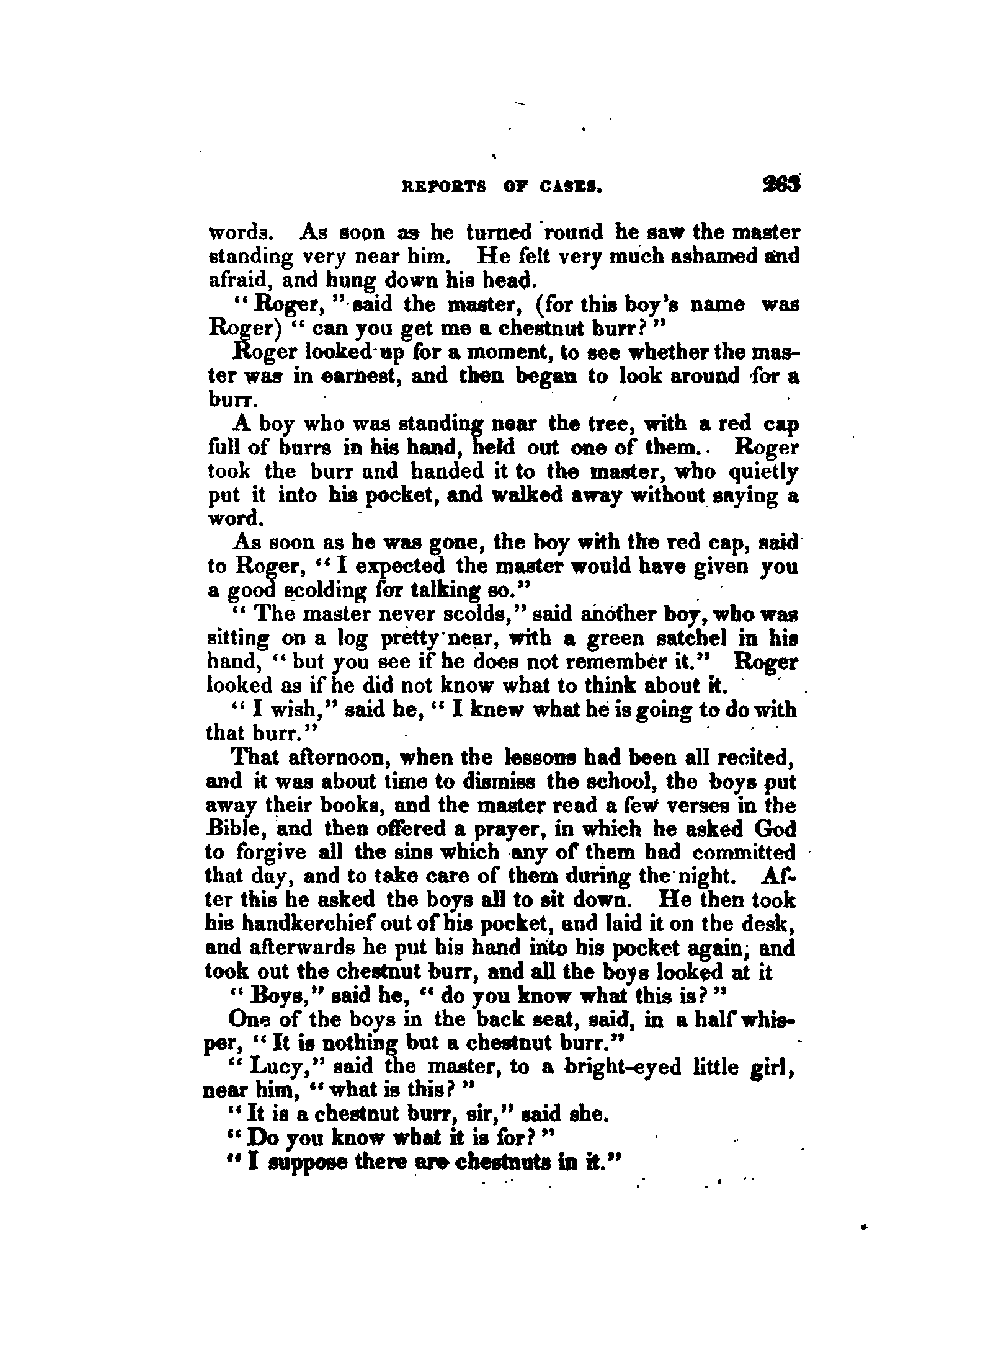 REPORTS OF CASES. 263
words. As soon as he turned round he saw the master
standing very near him. He felt very much ashamed and
afraid, and hung down his head.
“ Roger, ” said the master, (for this boy’s name was
Roger) “ can you get me a chestnut burr? ”
Roger looked up for a moment, to see whether the mas-
ter was in earnest, and then began to look around for a
burr.
A boy who was standing near the tree, with a red cap
full of burrs in his hand, held out one of them. Roger
took the burr and handed it to the master, who quietly
put it into his pocket, and walked away without saying a
word.
As soon as he was gone, the boy with the red cap, said
to Roger, “ I expected the master would have given you
a good scolding for talking so.”
“ The master never scolds,” said another boy, who was
sitting on a log pretty near, with a green satchel in his
hand, “ but you see if he does not remember it.” Roger
looked as if he did not know what to think about it.
“ I wish,” said he, “ I knew what he is going to do with
that burr.”
That afternoon, when the lessons had been all recited,
and it was about time to dismiss the school, the boys put
away their books, and the master read a few verses in the
Bible, and then offered a prayer, in which he asked God
to forgive all the sins which any of them had committed
that day, and to take care of them during the night. Af-
ter this he asked the boys all to sit down. He then took
his handkerchief out of his pocket, and laid it on the desk,
and afterwards he put his hand into his pocket again, and
took out the chestnut burr, and all the boys looked at it
“ Boys,” said he, “ do you know what this is? ”
One of the boys in the back seat, said, in a half whis-
per, “ It is nothing but a chestnut burr.”
“ Lucy,” said the master, to a bright-eyed little girl,
near him, “ what is this? ”
“ It is a chestnut burr, sir,” said she.
“ Do you know what it is for? ”
“ I suppose there are chestnuts in it.”